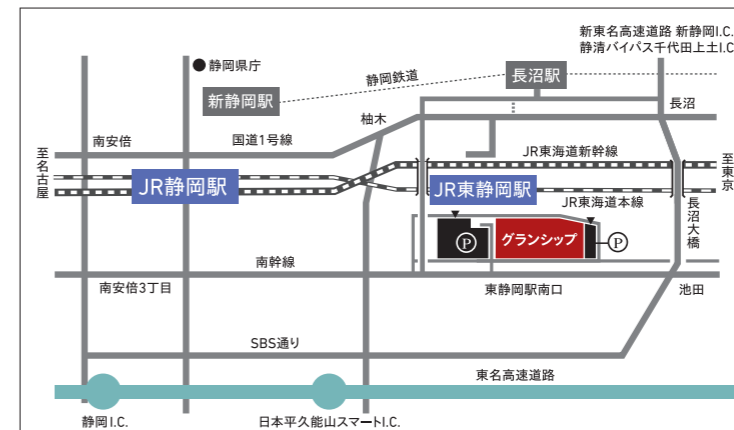 新東名高速道路 新静岡I.C.
静清バイパス千代田上土I.C
静岡県庁
静岡鉄道
長沼駅
新静岡駅
長沼
柚木
南安倍
国道1号線
至名古屋
JR東海道新幹線
至東京
JR静岡駅
JR東静岡駅
JR東海道本線
長沼大橋
P
グランシップ
P
南幹線
南安倍3丁目
東静岡駅南口
池田
SBS通り
東名高速道路
静岡I.C.
日本平久能山スマートI.C.